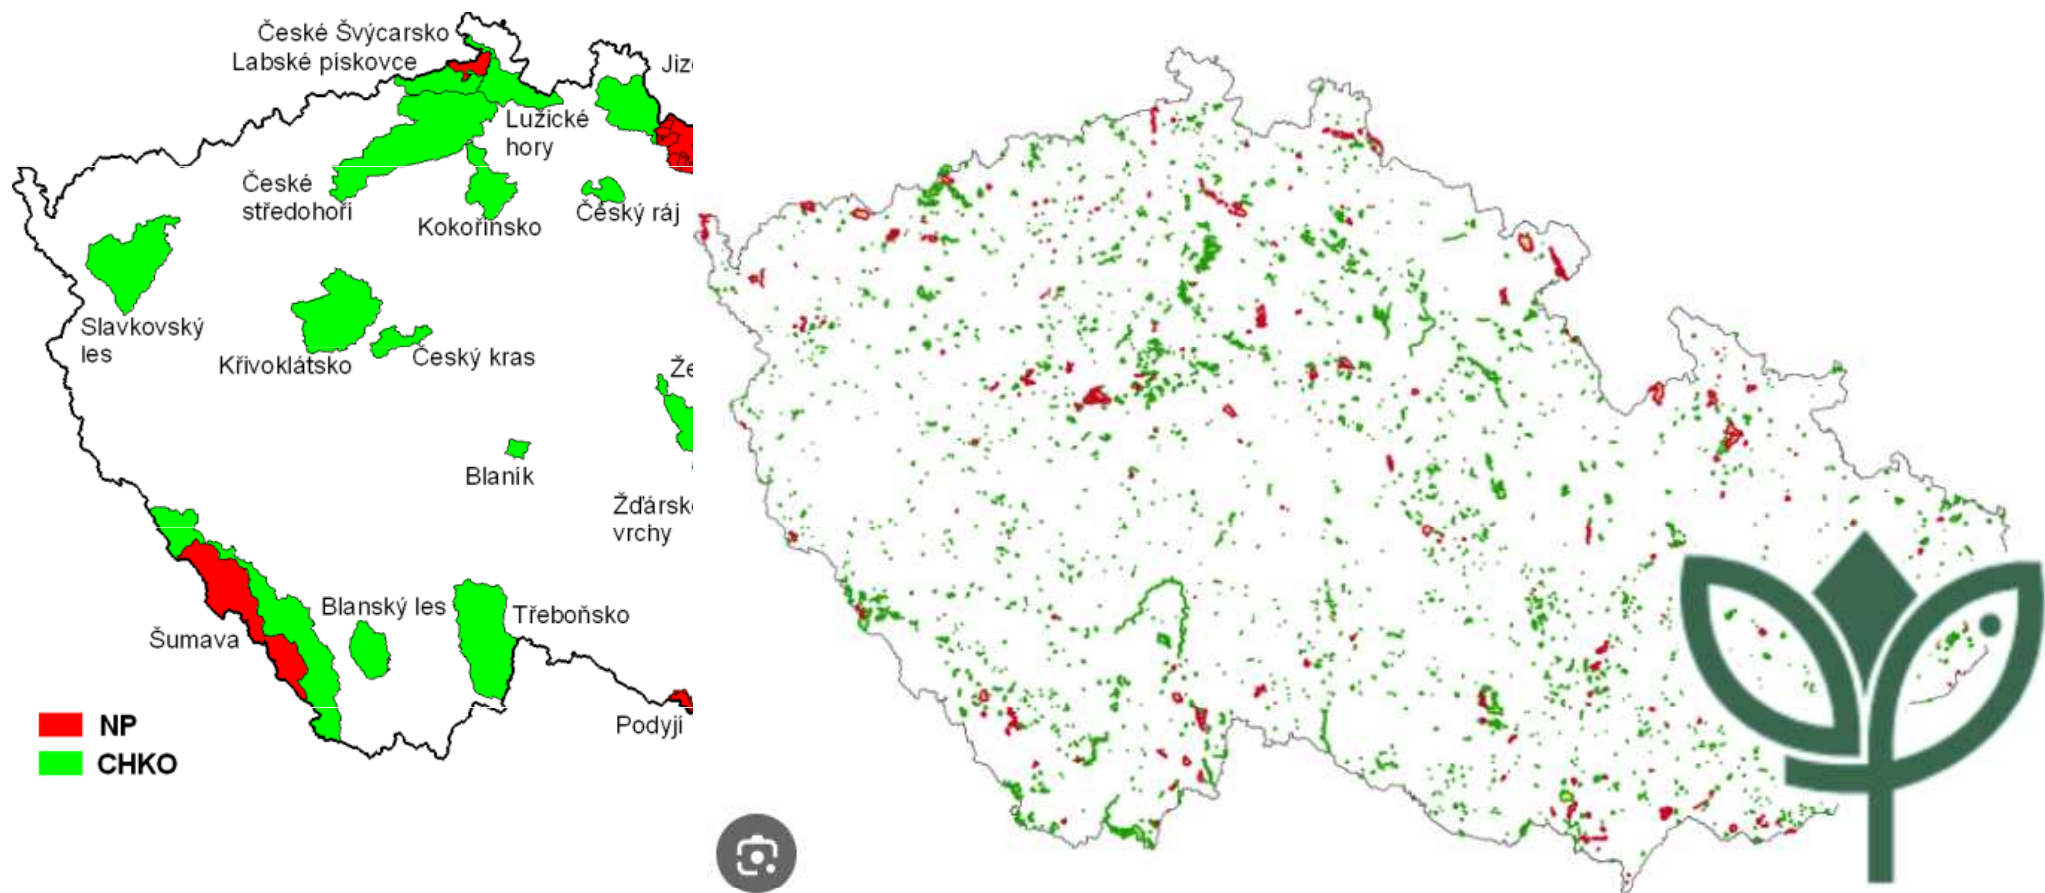 České Švýcarsko
Labské pískovce
Jiz
Lužické
hory
České
středohoří
Kokořínsko
Český ráj
Slavkovský
les
Křivoklátsko
Český kras
Že
Blaník
Žďársk
vrchy
Blanský les
Třeboňsko
Šumava
Podyjí
NP
CHKO